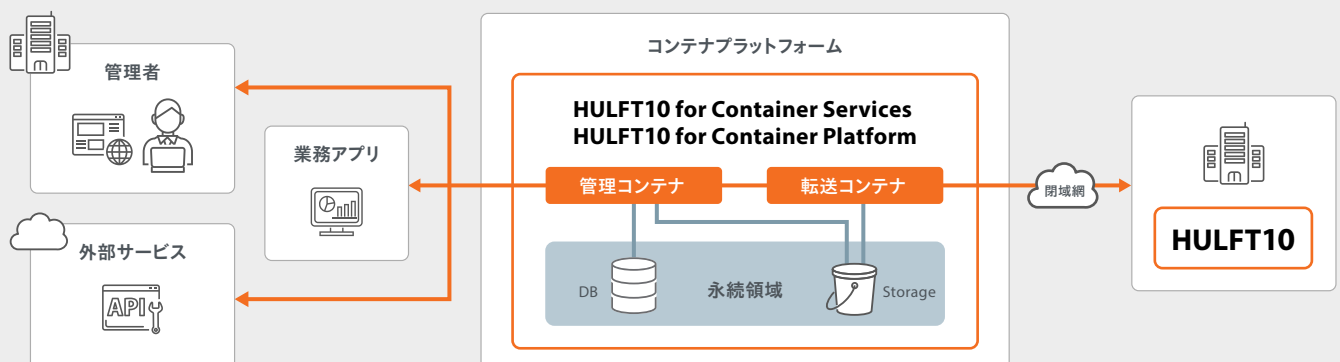 管理者
外部サービス
API
業務アプリ
コンテナプラットフォーム
HULFT10 for Container Services
HULFT10 for Container Platform
管理コンテナ
転送コンテナ
DB
永続領域
Storage
閉域網
HULFT10